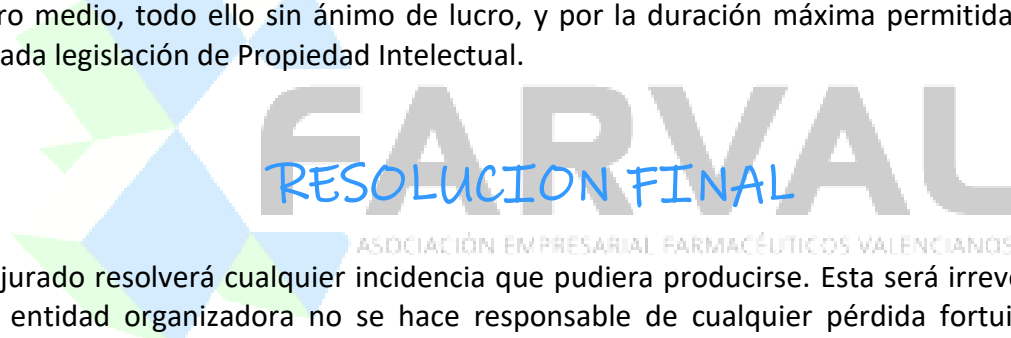 ro medio, todo ello sin ánimo de lucro, y por la duración máxima permitida
ada legislación de Propiedad Intelectual.
FARVAL
RESOLUCION FINAL
ASOCIACIÓN EMPRESARIAL FARMACÉUTICOS VALENCIANOS
jurado resolverá cualquier incidencia que pudiera producirse. Esta será irrev
entidad organizadora no se hace responsable de cualquier pérdida fortui